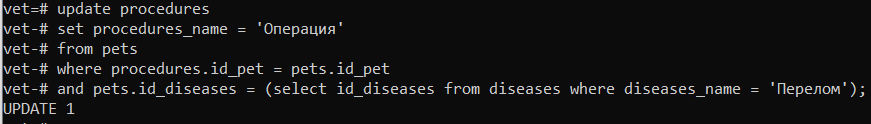 vet=# update procedures
vet-# set procedures_name = 'Операция'
vet-# from pets
vet-# where procedures.id_pet = pets.id_pet
vet-# and pets.id_diseases = (select id_diseases from diseases where diseases_name = 'Перелом');
UPDATE 1